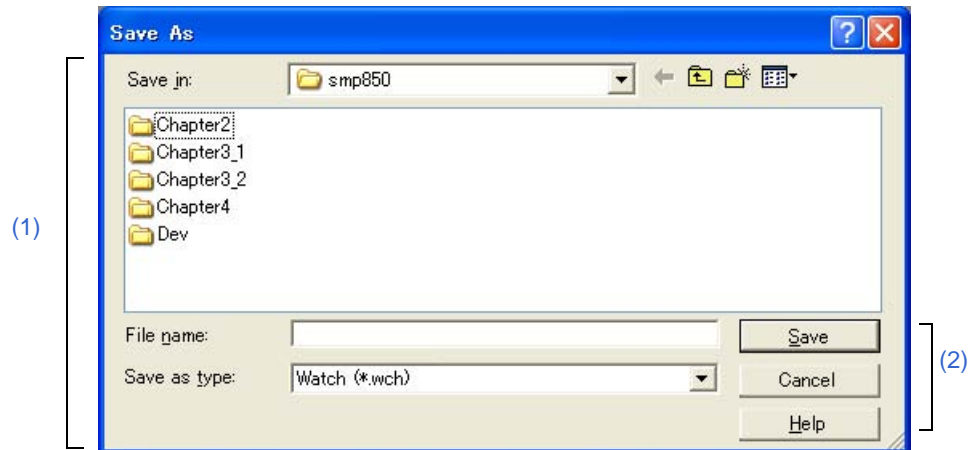 Save As
Save in: smp850
Chapter2
Chapter3_1
Chapter3_2
Chapter4
Dev
(1)
File name: Save
(2)
Save as type: Watch (*.wch) Cancel
Help